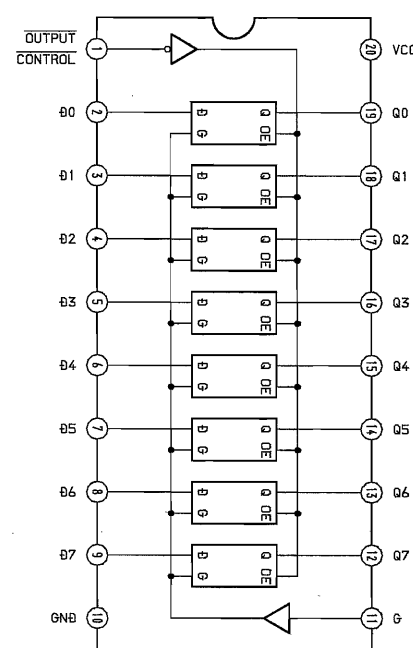 OUTPUT
CONTROL
1
20
VCC
D0
2
D
Q
G
OE
19
Q0
D1
3
D
Q
G
OE
18
Q1
D2
4
D
Q
G
OE
17
Q2
D3
5
D
Q
G
OE
16
Q3
D4
6
D
Q
G
OE
15
Q4
D5
7
D
Q
G
OE
14
Q5
D6
8
D
Q
G
OE
13
Q6
D7
9
D
Q
G
OE
12
Q7
GND
10
11
G